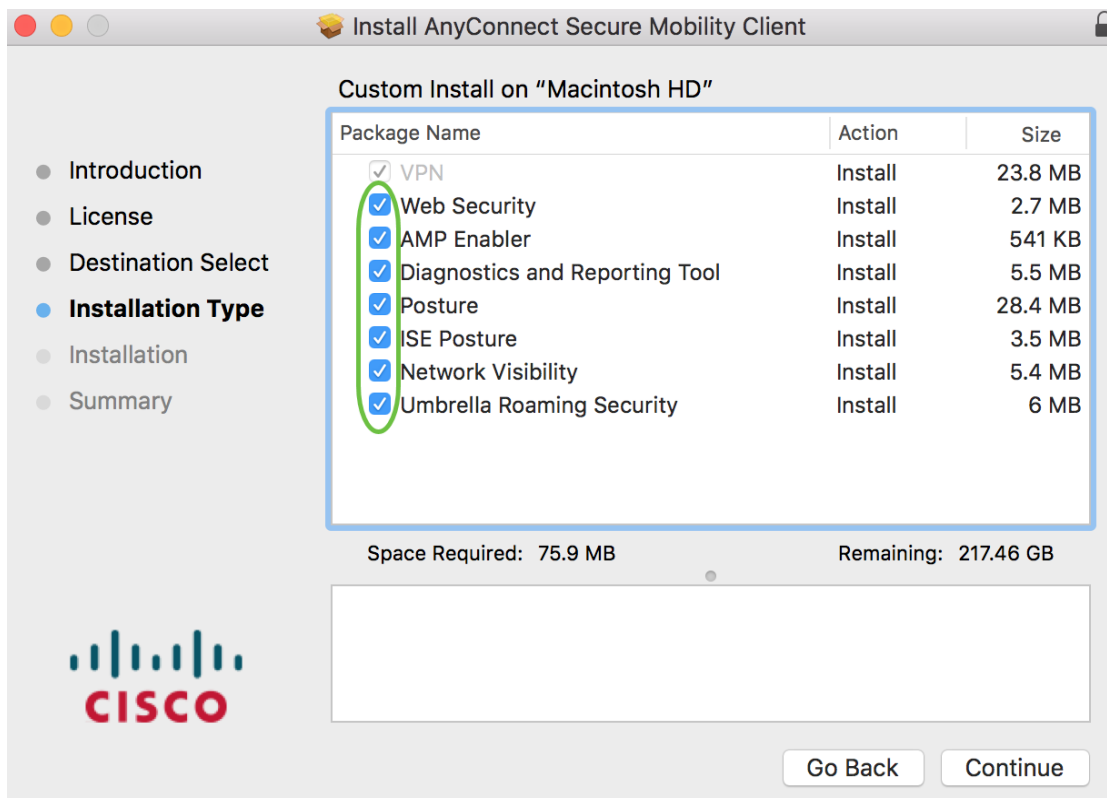 Install AnyConnect Secure Mobility Client
Custom Install on “Macintosh HD”
Introduction
License
Destination Select
Installation Type
Installation
Summary
Package Name Action Size
VPN Install 23.8 MB
Web Security Install 2.7 MB
AMP Enabler Install 541 KB
Diagnostics and Reporting Tool Install 5.5 MB
Posture Install 28.4 MB
ISE Posture Install 3.5 MB
Network Visibility Install 5.4 MB
Umbrella Roaming Security Install 6 MB
Space Required: 75.9 MB Remaining: 217.46 GB
CISCO
Go Back Continue